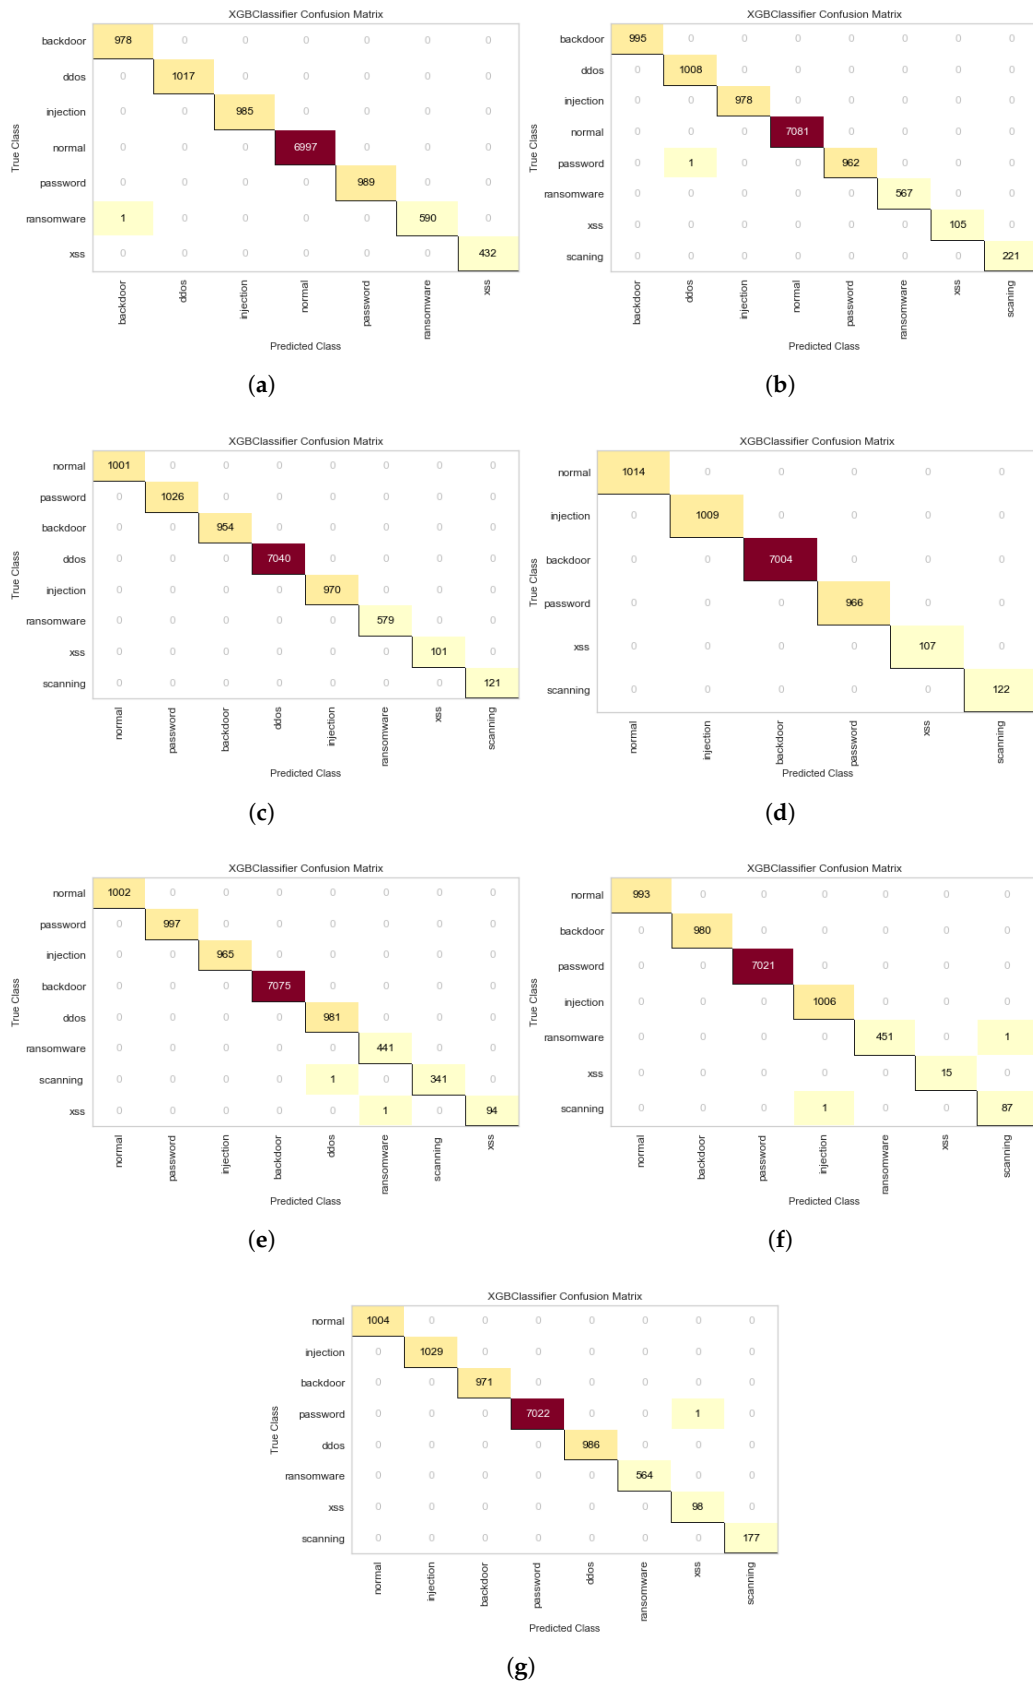 XGBClassifier Confusion Matrix
True Class
backdoor 978 0 0 0 0 0 0
ddos 0 1017 0 0 0 0 0
injection 0 0 985 0 0 0 0
normal 0 0 0 6997 0 0 0
password 0 0 0 0 989 0 0
ransomware 1 0 0 0 0 590 0
xss 0 0 0 0 0 0 432
backdoor ddos injection normal password ransomware xss
Predicted Class
(a)
XGBClassifier Confusion Matrix
True Class
backdoor 995 0 0 0 0 0 0 0
ddos 0 1008 0 0 0 0 0 0
injection 0 0 978 0 0 0 0 0
normal 0 0 0 7081 0 0 0 0
password 0 1 0 0 962 0 0 0
ransomware 0 0 0 0 0 567 0 0
xss 0 0 0 0 0 0 105 0
scaning 0 0 0 0 0 0 0 221
backdoor ddos injection normal password ransomware xss scaning
Predicted Class
(b)
XGBClassifier Confusion Matrix
True Class
normal 1001 0 0 0 0 0 0 0
password 0 1026 0 0 0 0 0 0
backdoor 0 0 954 0 0 0 0 0
ddos 0 0 0 7040 0 0 0 0
injection 0 0 0 0 970 0 0 0
ransomware 0 0 0 0 0 579 0 0
xss 0 0 0 0 0 0 101 0
scanning 0 0 0 0 0 0 0 121
normal password backdoor ddos injection ransomware xss scanning
Predicted Class
(c)
XGBClassifier Confusion Matrix
True Class
normal 1014 0 0 0 0 0
injection 0 1009 0 0 0 0
backdoor 0 0 7004 0 0 0
password 0 0 0 966 0 0
xss 0 0 0 0 107 0
scanning 0 0 0 0 0 122
normal injection backdoor password xss scanning
Predicted Class
(d)
XGBClassifier Confusion Matrix
True Class
normal 1002 0 0 0 0 0 0 0
password 0 997 0 0 0 0 0 0
injection 0 0 965 0 0 0 0 0
backdoor 0 0 0 7075 0 0 0 0
ddos 0 0 0 0 981 0 0 0
ransomware 0 0 0 0 0 441 0 0
scanning 0 0 0 0 1 0 341 0
xss 0 0 0 0 0 1 0 94
normal password injection backdoor ddos ransomware scanning xss
Predicted Class
(e)
XGBClassifier Confusion Matrix
True Class
normal 993 0 0 0 0 0 0
backdoor 0 980 0 0 0 0 0
password 0 0 7021 0 0 0 0
injection 0 0 0 1006 0 0 0
ransomware 0 0 0 0 451 0 1
xss 0 0 0 0 0 15 0
scanning 0 0 0 1 0 0 87
normal backdoor password injection ransomware xss scanning
Predicted Class
(f)
XGBClassifier Confusion Matrix
True Class
normal 1004 0 0 0 0 0 0 0
injection 0 1029 0 0 0 0 0 0
backdoor 0 0 971 0 0 0 0 0
password 0 0 0 7022 0 0 1 0
ddos 0 0 0 0 986 0 0 0
ransomware 0 0 0 0 0 564 0 0
xss 0 0 0 0 0 0 98 0
scanning 0 0 0 0 0 0 0 177
normal injection backdoor password ddos ransomware xss scanning
Predicted Class
(g)